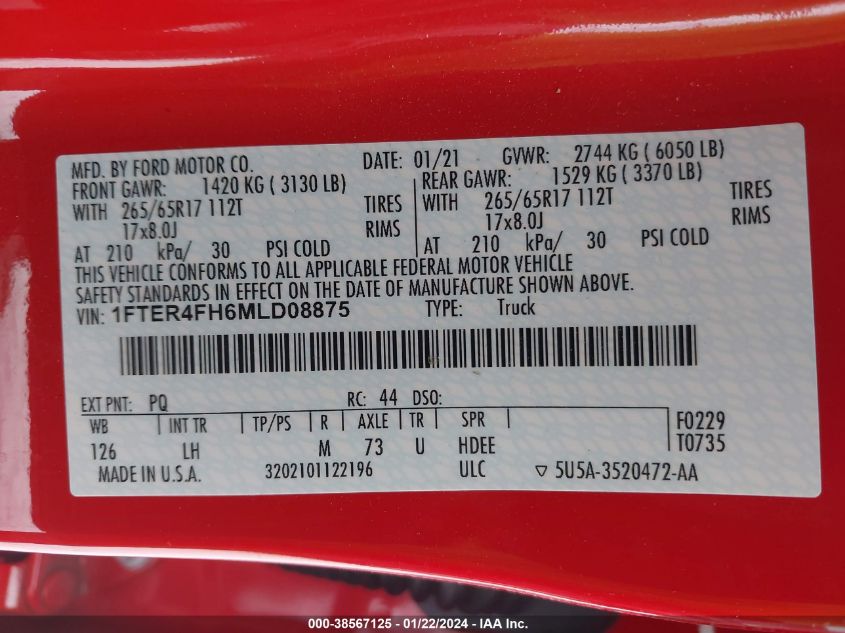 MFD. BY FORD MOTOR CO. DATE: 01/21 GVWR: 2744 KG ( 6050 LB)
FRONT GAWR: 1420 KG ( 3130 LB) REAR GAWR: 1529 KG ( 3370 LB)
WITH 265/65R17 112T TIRES WITH 265/65R17 112T TIRES
17x8.0J RIMS 17x8.0J RIMS
AT 210 kPa/ 30 PSI COLD AT 210 kPa/ 30 PSI COLD
THIS VEHICLE CONFORMS TO ALL APPLICABLE FEDERAL MOTOR VEHICLE
SAFETY STANDARDS IN EFFECT ON THE DATE OF MANUFACTURE SHOWN ABOVE.
VIN: 1FTER4FH6MLD08875 TYPE: Truck
EXT PNT: PQ RC: 44 DSO:
WB INT TR TP/PS R AXLE TR SPR F0229
126 LH M 73 U HDEE T0735
MADE IN U.S.A. 3202101122196 ULC 5U5A-3520472-AA
000-38567125 - 01/22/2024 - IAA Inc.